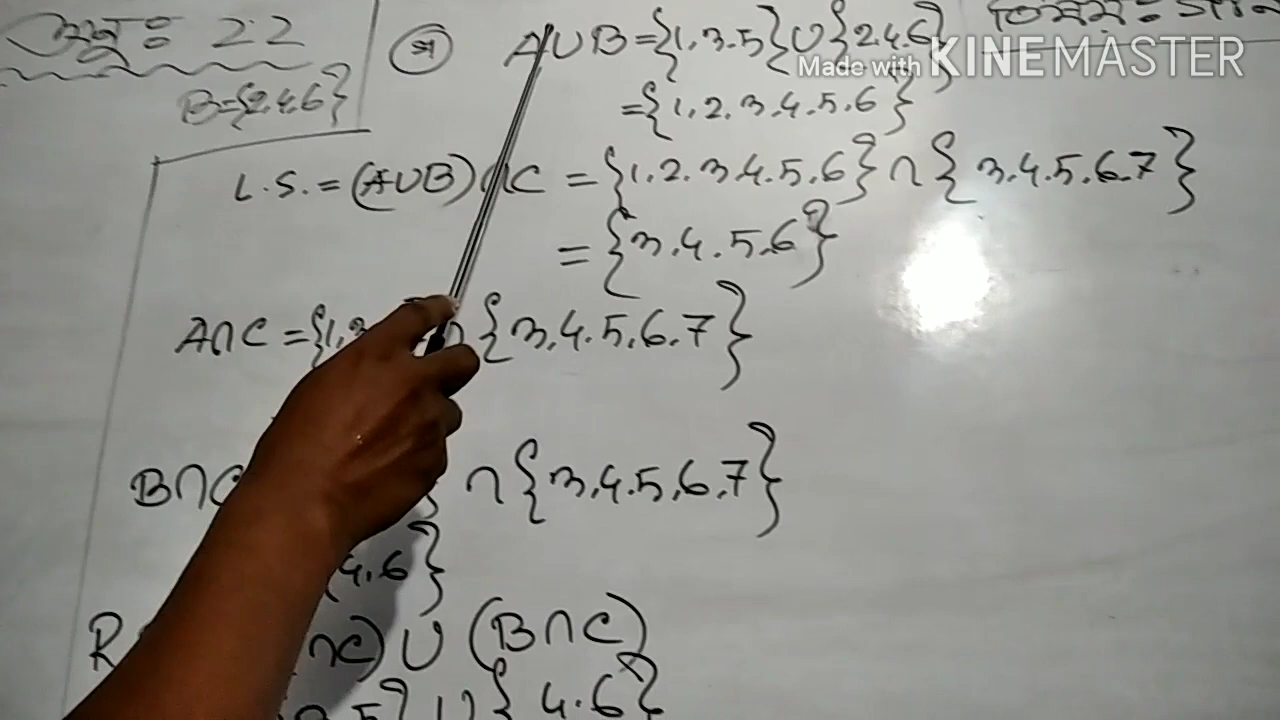 অনু ঃ 2.2
B={2.4.6}
A∪B={1.3.5}∪{2.4.6}
Made with KINEMASTER
={1.2.3.4.5.6}
L.S.=(A∪B)∩C={1.2.3.4.5.6}∩{3.4.5.6.7}
={3.4.5.6}
A∩C={1.3 ∩{3.4.5.6.7}
B∩C } ∩{3.4.5.6.7}
4.6}
R ∩C)∪(B∩C)
5}∪{4.6}